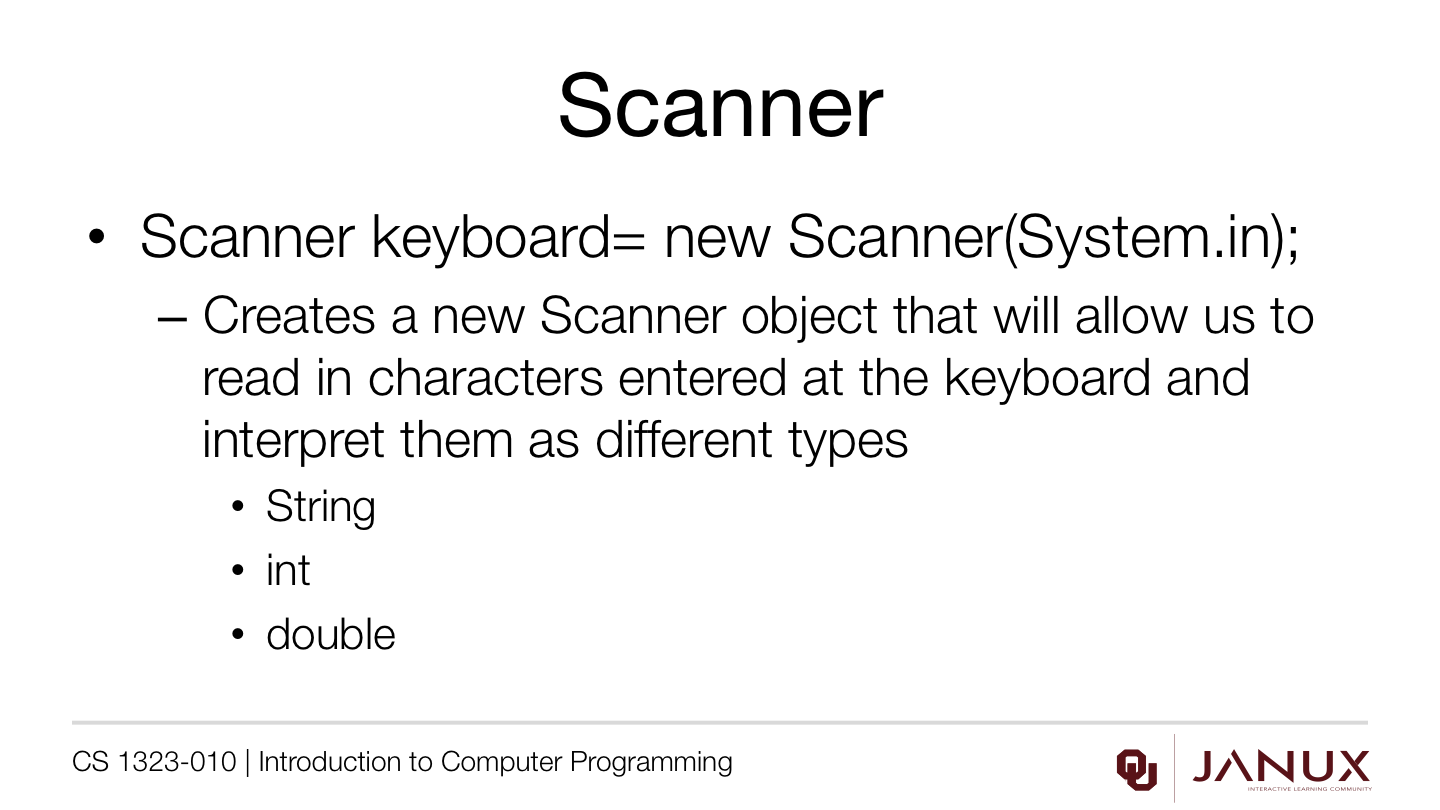 Scanner
• Scanner keyboard= new Scanner(System.in);
– Creates a new Scanner object that will allow us to
read in characters entered at the keyboard and
interpret them as different types
• String
• int
• double
CS 1323-010 | Introduction to Computer Programming
OU
JANUX
INTERACTIVE LEARNING COMMUNITY